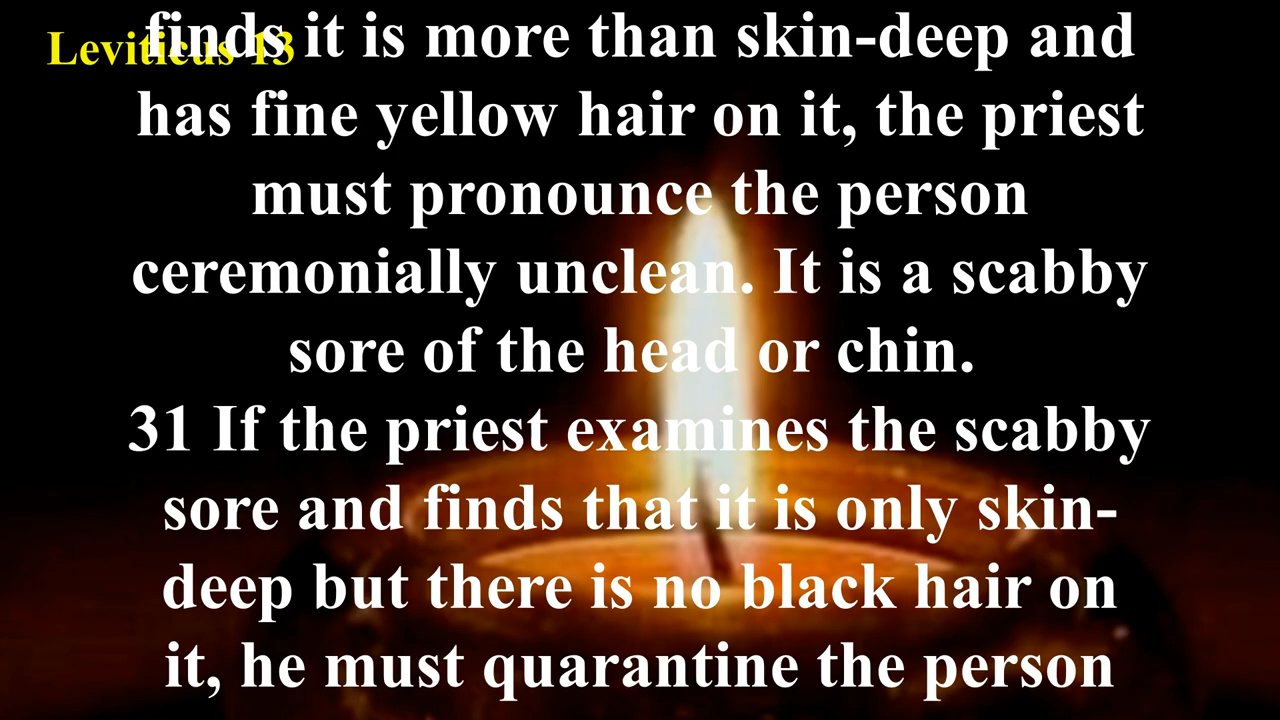 Leviticus 13
finds it is more than skin-deep and
has fine yellow hair on it, the priest
must pronounce the person
ceremonially unclean. It is a scabby
sore of the head or chin.
31 If the priest examines the scabby
sore and finds that it is only skin-
deep but there is no black hair on
it, he must quarantine the person